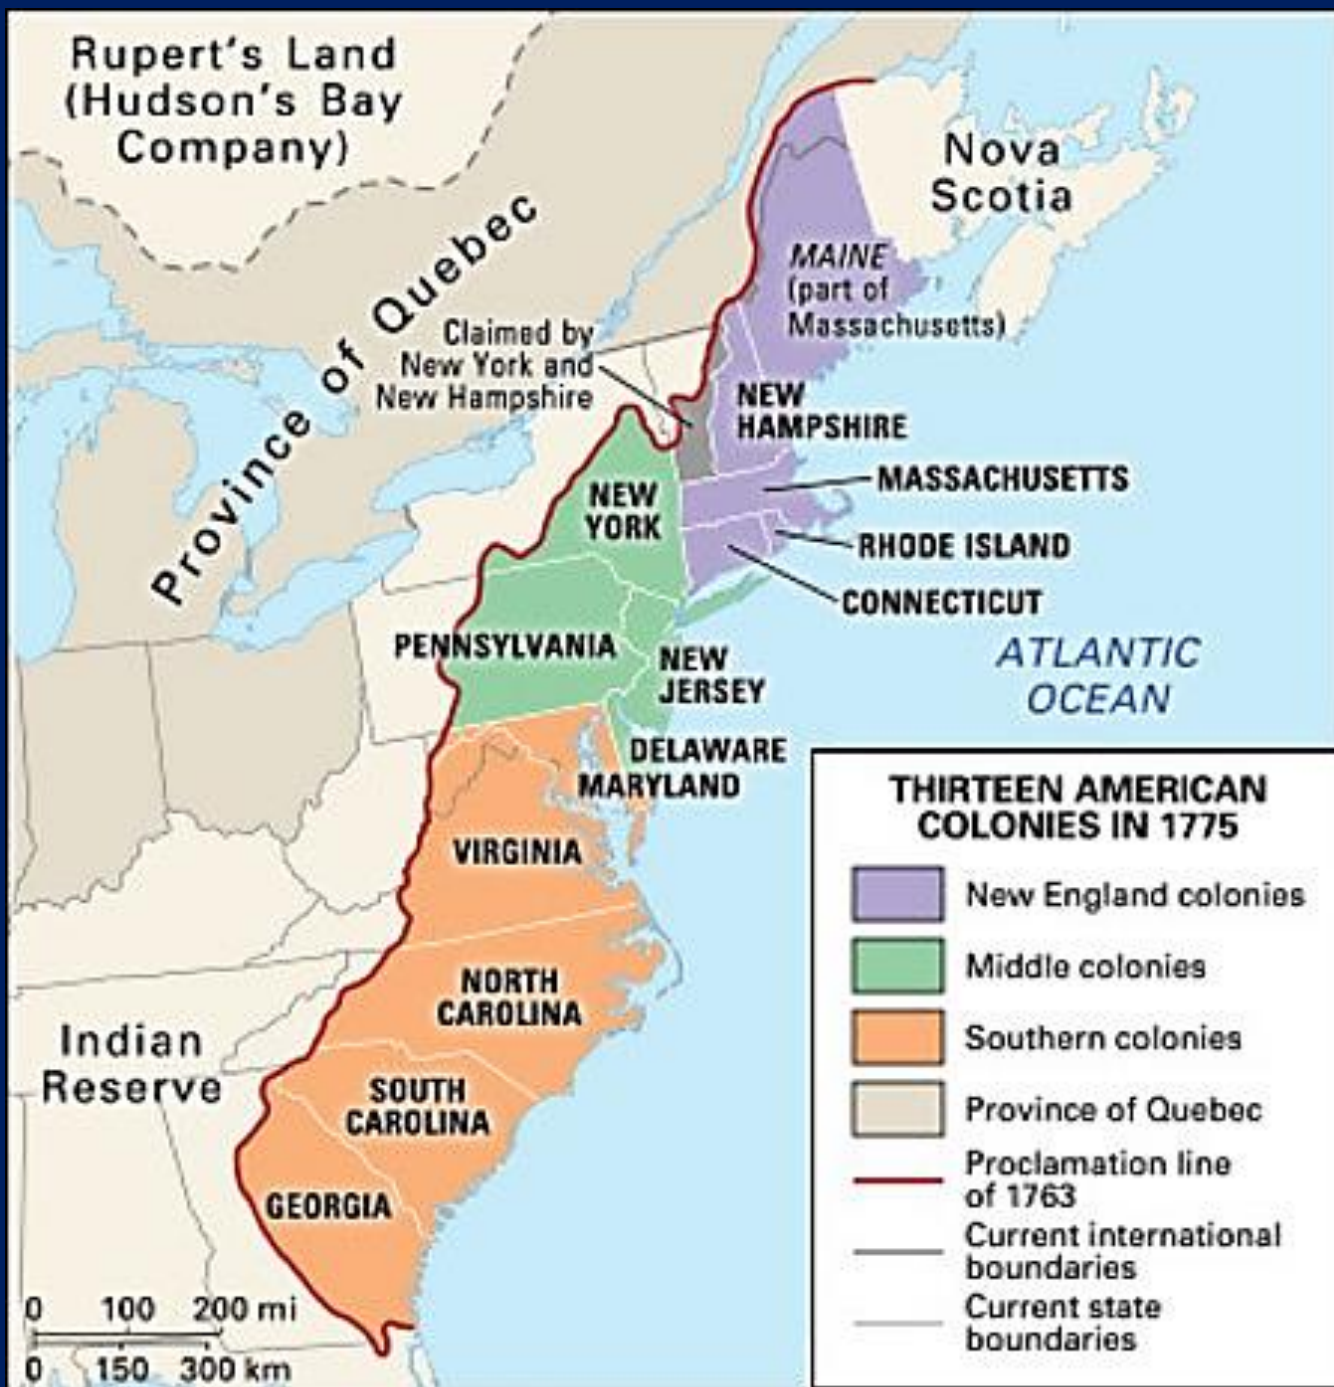 Rupert's Land
(Hudson's Bay
Company)
Nova
Scotia
Province of Quebec
MAINE
(part of
Massachusetts)
Claimed by
New York and
New Hampshire
NEW
HAMPSHIRE
MASSACHUSETTS
NEW
YORK
RHODE ISLAND
CONNECTICUT
PENNSYLVANIA
NEW
JERSEY
ATLANTIC
OCEAN
DELAWARE
MARYLAND
VIRGINIA
NORTH
CAROLINA
Indian
Reserve
SOUTH
CAROLINA
GEORGIA
0 100 200 mi
0 150 300 km
THIRTEEN AMERICAN
COLONIES IN 1775
New England colonies
Middle colonies
Southern colonies
Province of Quebec
Proclamation line
of 1763
Current international
boundaries
Current state
boundaries